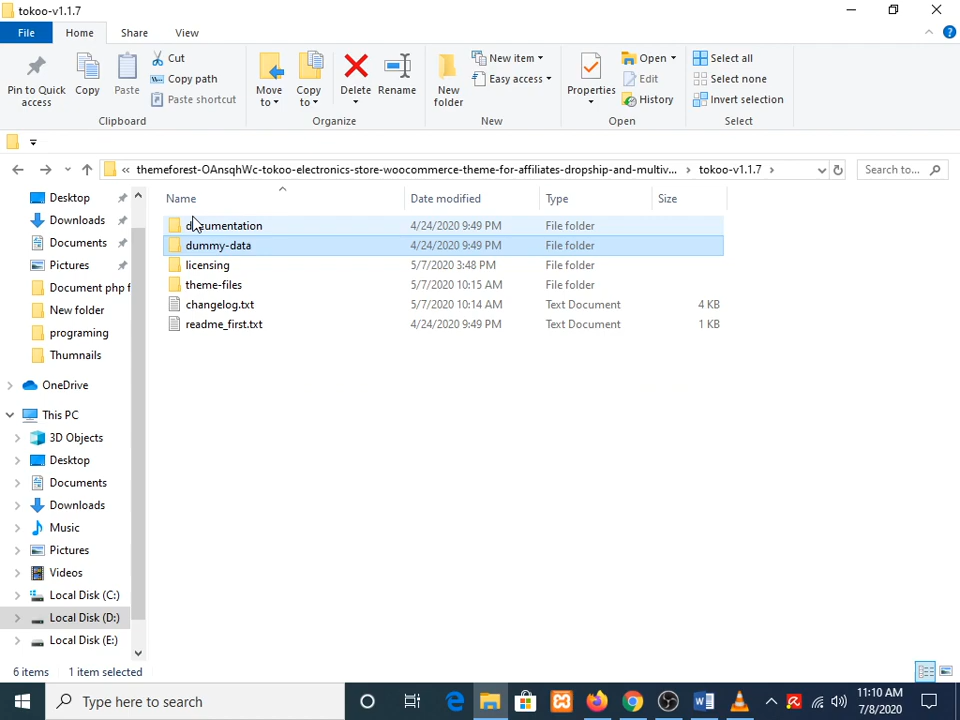 tokoo-v1.1.7
File Home Share View
Pin to Quick access
Copy
Paste
Cut
Copy path
Paste shortcut
Clipboard
Move to
Copy to
Delete
Rename
Organize
New folder
New item
Easy access
New
Properties
Open
Edit
History
Open
Select all
Select none
Invert selection
Select
« themeforest-OAnsqhWc-tokoo-electronics-store-woocommerce-theme-for-affiliates-dropship-and-multiv... > tokoo-v1.1.7 >
Search to...
Desktop
Downloads
Documents
Pictures
Document php f
New folder
programing
Thumnails
OneDrive
This PC
3D Objects
Desktop
Documents
Downloads
Music
Pictures
Videos
Local Disk (C:)
Local Disk (D:)
Local Disk (E:)
Name Date modified Type Size
documentation 4/24/2020 9:49 PM File folder
dummy-data 4/24/2020 9:49 PM File folder
licensing 5/7/2020 3:48 PM File folder
theme-files 5/7/2020 10:15 AM File folder
changelog.txt 5/7/2020 10:14 AM Text Document 4 KB
readme_first.txt 4/24/2020 9:49 PM Text Document 1 KB
6 items 1 item selected
Type here to search
11:10 AM
7/8/2020